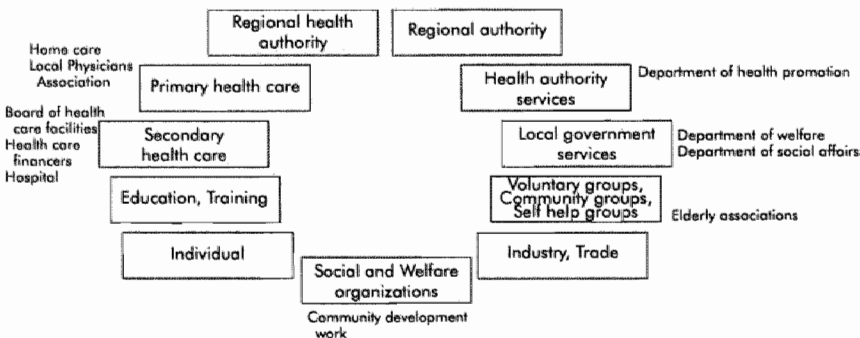 Regional health
authority
Regional authority
Home care
Local Physicians
Association
Primary health care
Health authority
services
Department of health promotion
Board of health
care facilities
Health care
financers
Hospital
Secondary
health care
Local government
services
Department of welfare
Department of social affairs
Education, Training
Voluntary groups,
Community groups,
Self help groups
Elderly associations
Individual
Social and Welfare
organizations
Industry, Trade
Community development
work